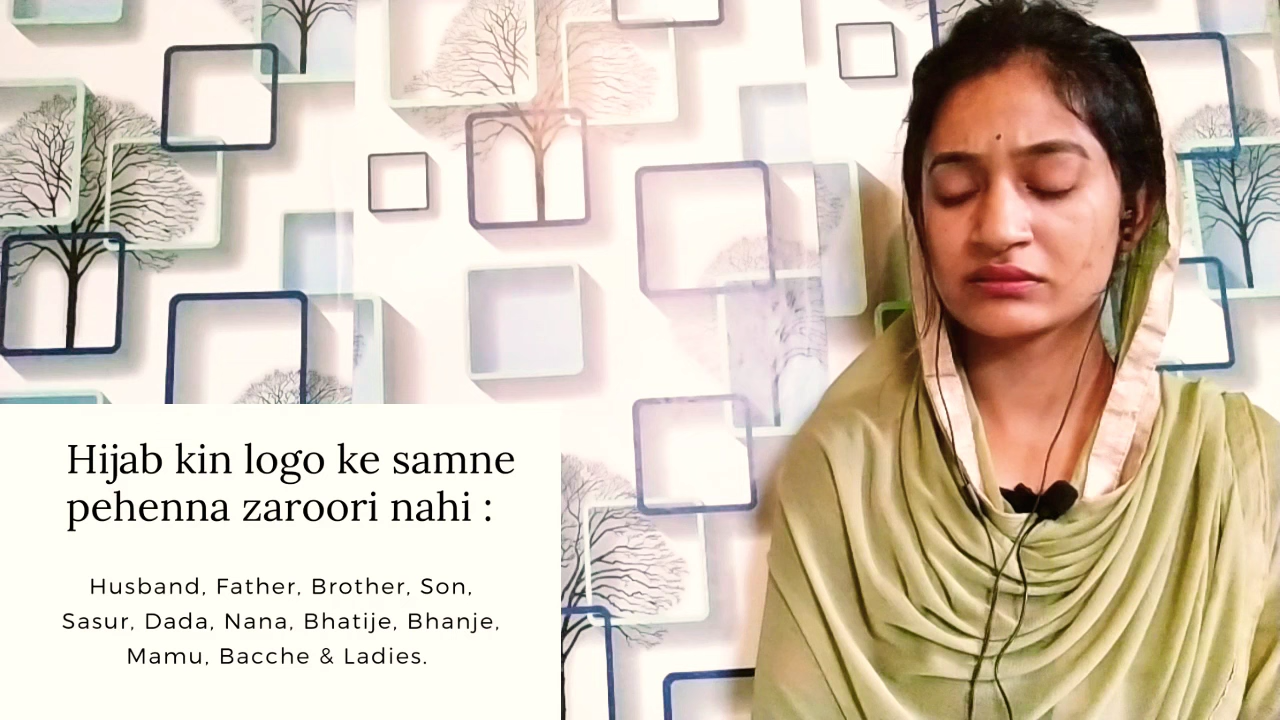 Hijab kin logo ke samne
pehenna zaroori nahi :
Husband, Father, Brother, Son,
Sasur, Dada, Nana, Bhatije, Bhanje,
Mamu, Bacche & Ladies.